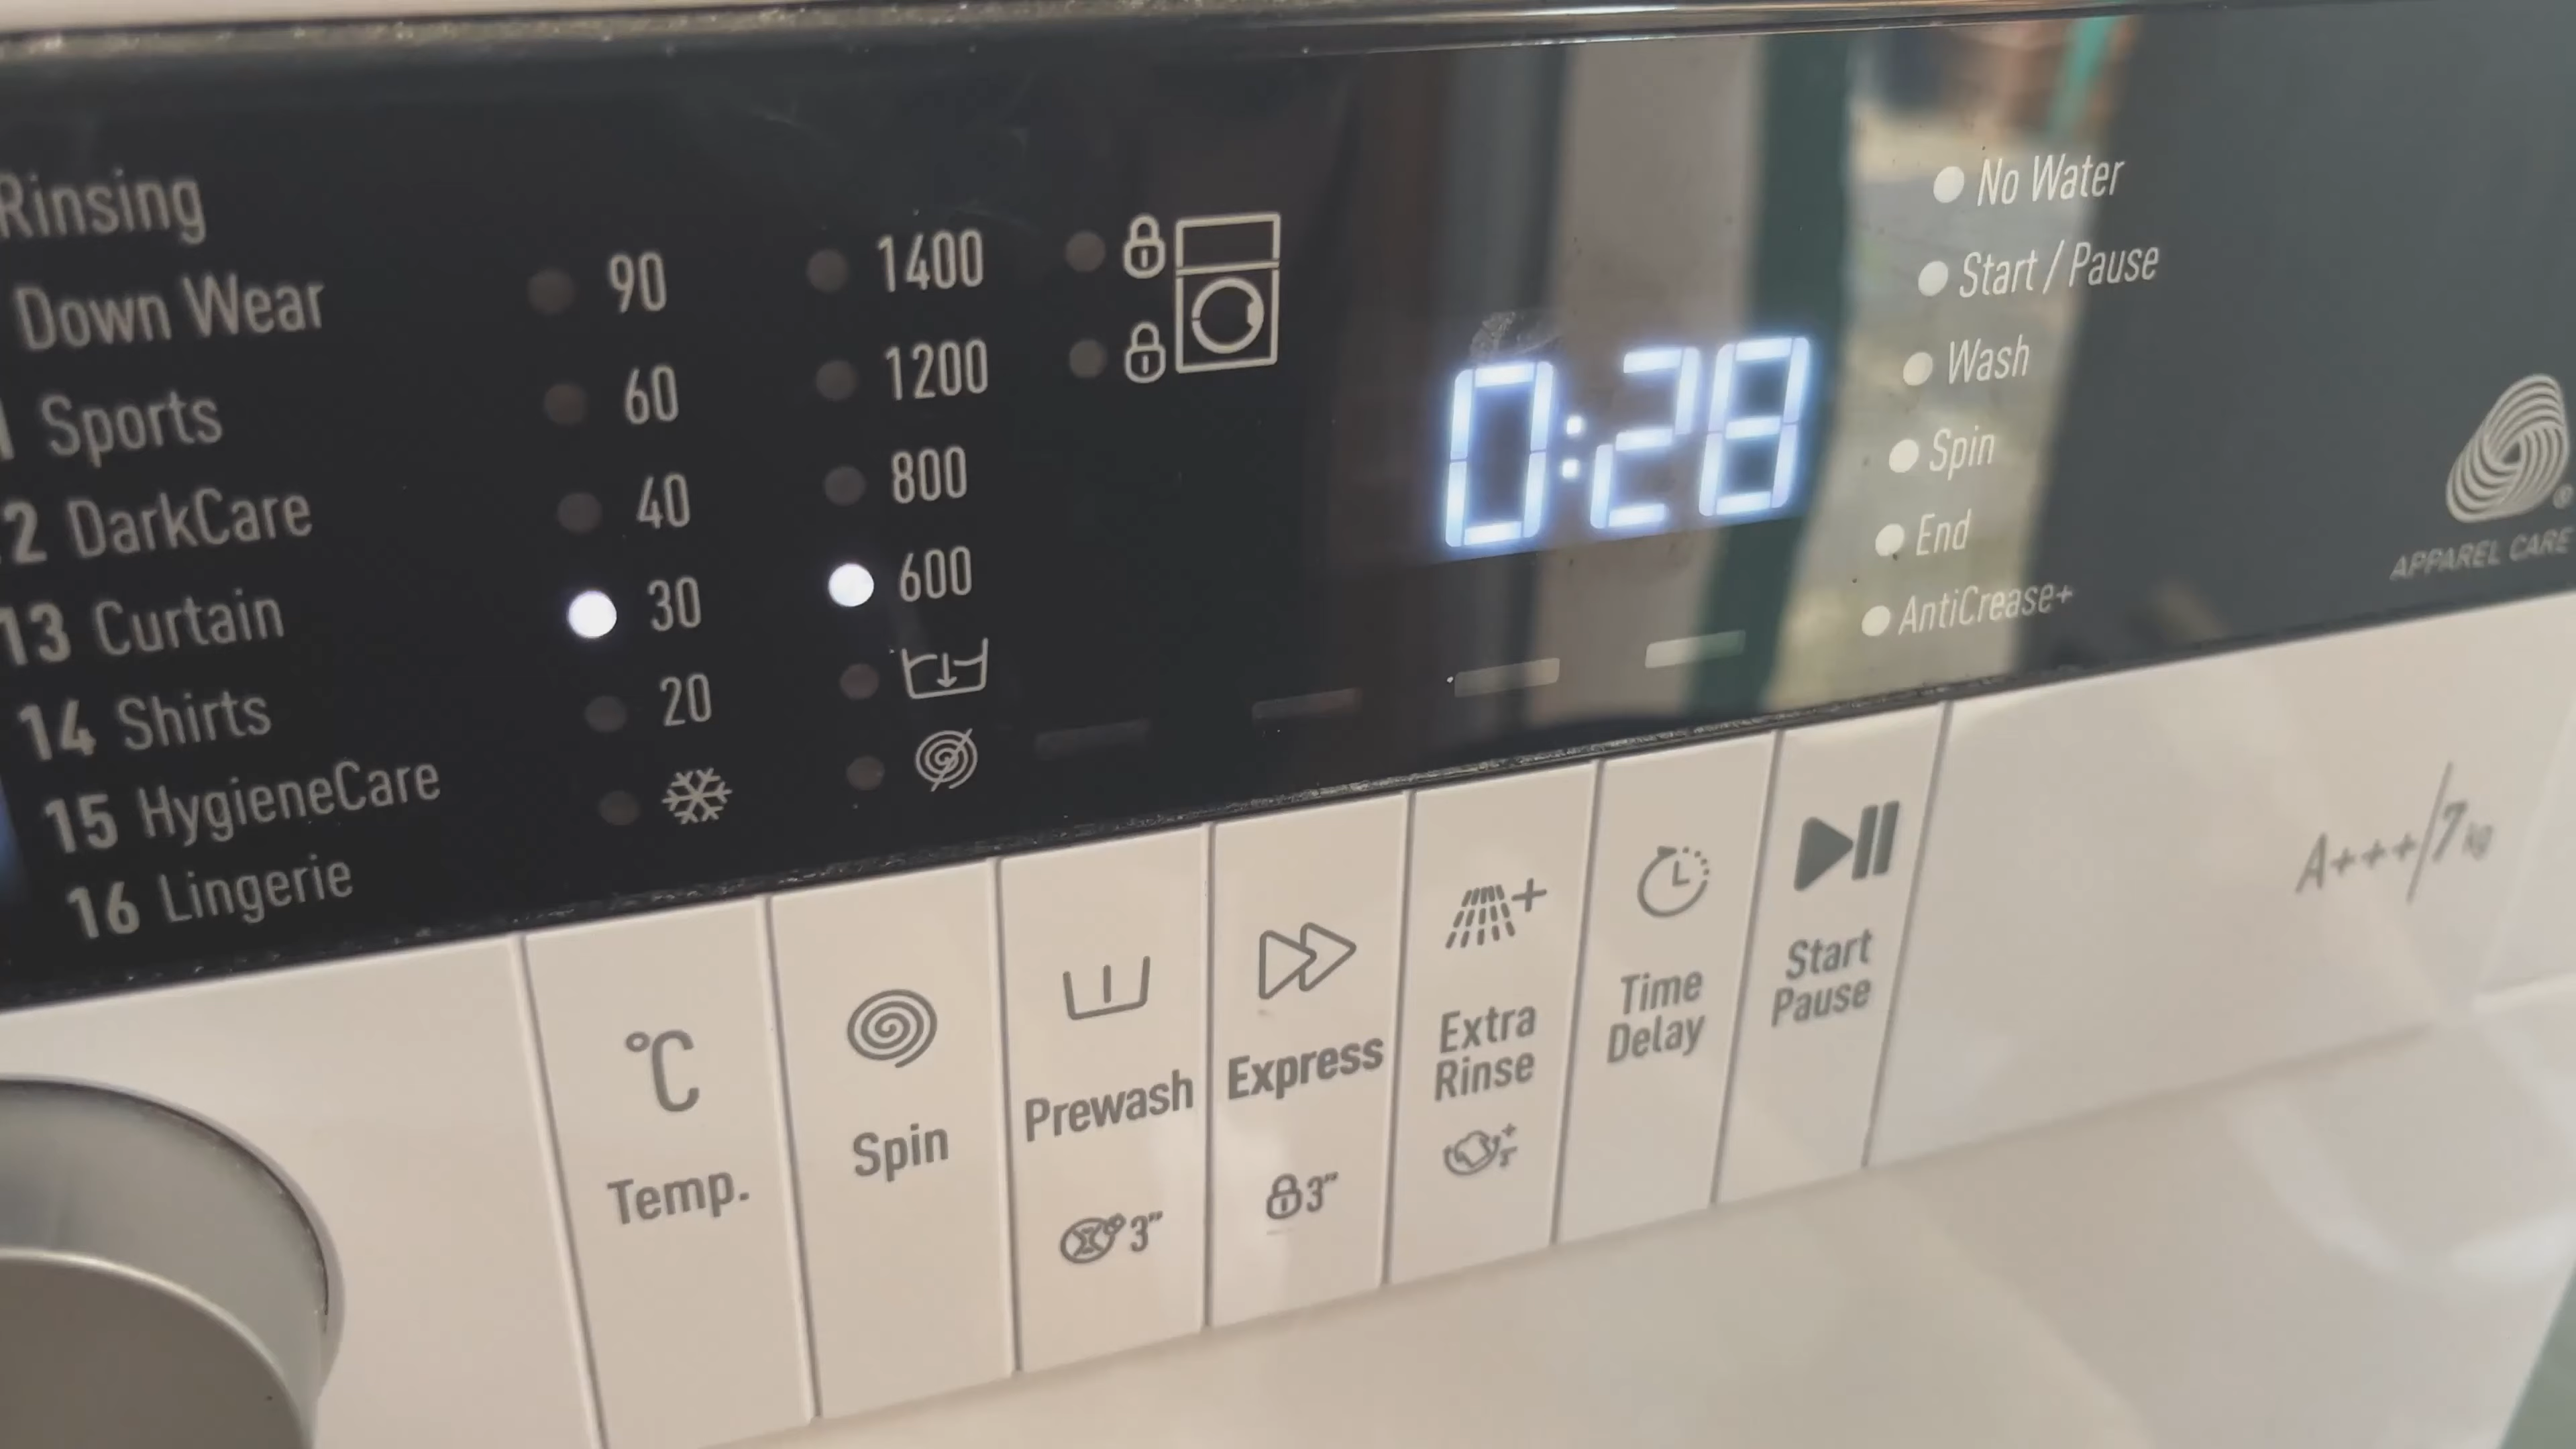 Rinsing
Down Wear
Sports
2 DarkCare
13 Curtain
14 Shirts
15 HygieneCare
16 Lingerie
90
60
40
30
20
1400
1200
800
600
0:28
No Water
Start / Pause
Wash
Spin
End
AntiCrease+
APPAREL CARE
®
A+++/7 kg
°C
Temp.
Spin
Prewash
3"
Express
3"
Extra
Rinse
Time
Delay
Start
Pause